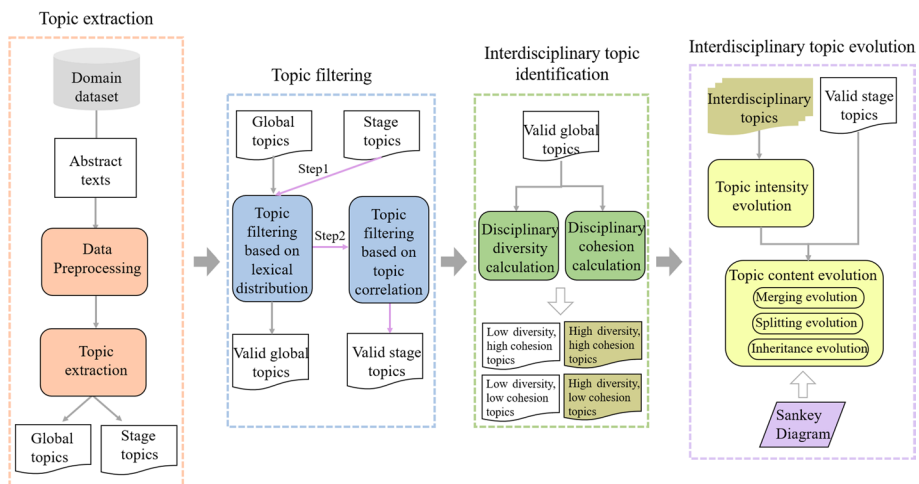 Topic extraction
Domain
dataset
Abstract
texts
Data
Preprocessing
Topic
extraction
Global
topics
Stage
topics
Topic filtering
Global
topics
Stage
topics
Step1
Topic
filtering
based on
lexical
distribution
Step2
Topic
filtering
based on
topic
correlation
Valid global
topics
Valid stage
topics
Interdisciplinary topic
identification
Valid global
topics
Disciplinary
diversity
calculation
Disciplinary
cohesion
calculation
Low diversity,
high cohesion
topics
High diversity,
high cohesion
topics
Low diversity,
low cohesion
topics
High diversity,
low cohesion
topics
Interdisciplinary topic evolution
Interdisciplinary
topics
Valid stage
topics
Topic intensity
evolution
Topic content evolution
Merging evolution
Splitting evolution
Inheritance evolution
Sankey
Diagram